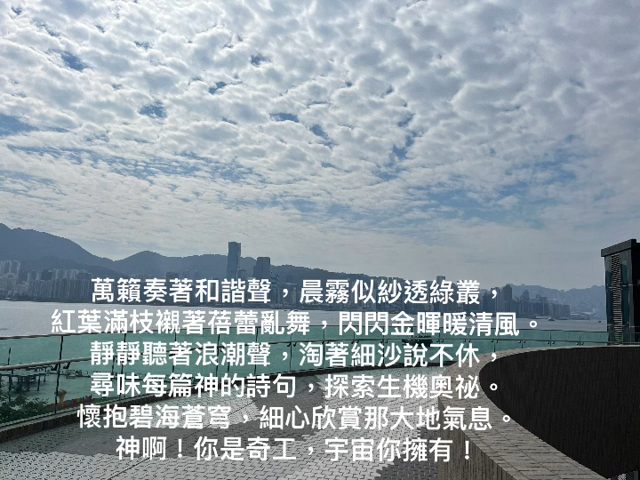 萬籟奏著和諧聲，晨霧似紗透綠叢，
紅葉滿枝襯著蓓蕾亂舞，閃閃金暉暖清風。
靜靜聽著浪潮聲，淘著細沙說不休，
尋味每篇神的詩句，探索生機奧祕。
懷抱碧海蒼穹，細心欣賞那大地氣息。
神啊！你是奇工，宇宙你擁有！